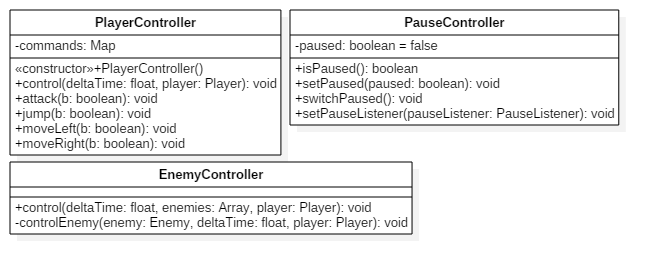 PlayerController
-commands: Map
«constructor»+PlayerController()
+control(deltaTime: float, player: Player): void
+attack(b: boolean): void
+jump(b: boolean): void
+moveLeft(b: boolean): void
+moveRight(b: boolean): void
PauseController
-paused: boolean = false
+isPaused(): boolean
+setPaused(paused: boolean): void
+switchPaused(): void
+setPauseListener(pauseListener: PauseListener): void
EnemyController
+control(deltaTime: float, enemies: Array, player: Player): void
-controlEnemy(enemy: Enemy, deltaTime: float, player: Player): void